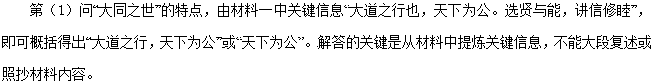 第（1）问“大同之世”的特点，由材料一中关键信息“大道之行也，天下为公。选贤与能，讲信修睦”，
即可概括得出“大道之行，天下为公”或“天下为公”。解答的关键是从材料中提炼关键信息，不能大段复述或
照抄材料内容。